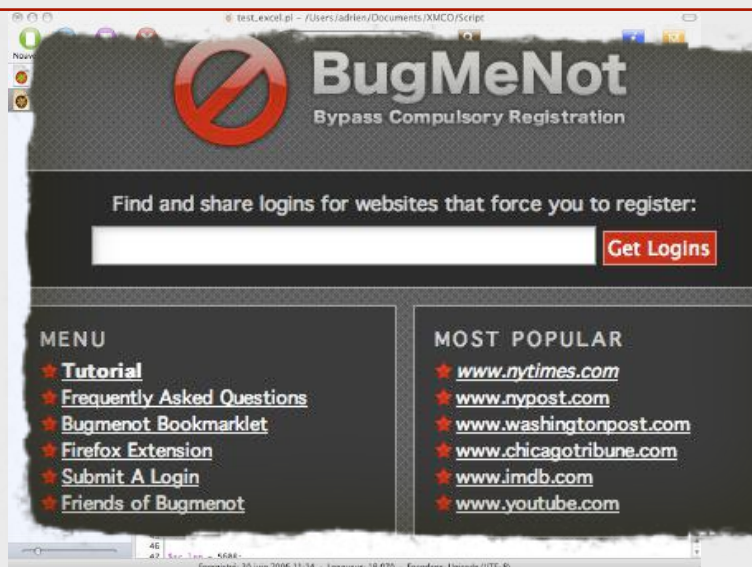 test_excel.pl - /Users/adrien/Documents/XMCO/Script
BugMeNot
Bypass Compulsory Registration
Find and share logins for websites that force you to register:
Get Logins
MENU
Tutorial
Frequently Asked Questions
Bugmenot Bookmarklet
Firefox Extension
Submit A Login
Friends of Bugmenot
MOST POPULAR
www.nytimes.com
www.nypost.com
www.washingtonpost.com
www.chicagotribune.com
www.imdb.com
www.youtube.com
46